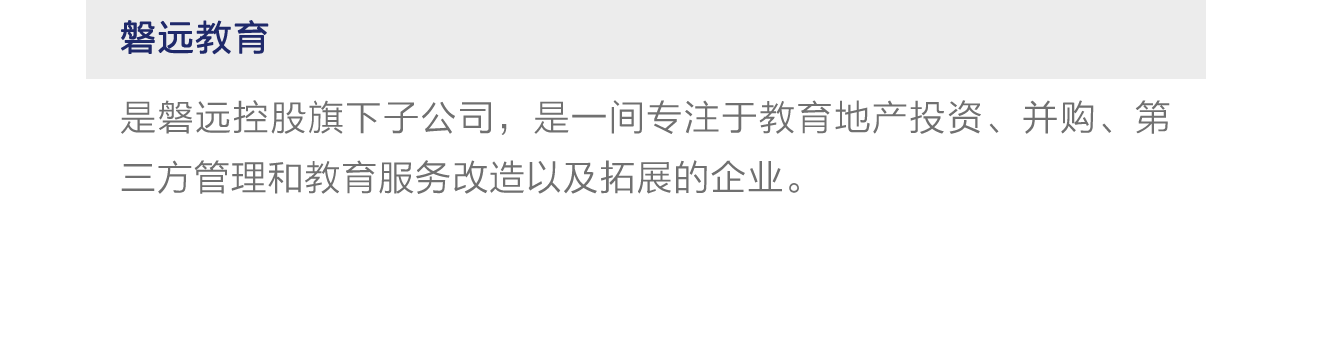 磐远教育
是磐远控股旗下子公司，是一间专注于教育地产投资、并购、第
三方管理和教育服务改造以及拓展的企业。